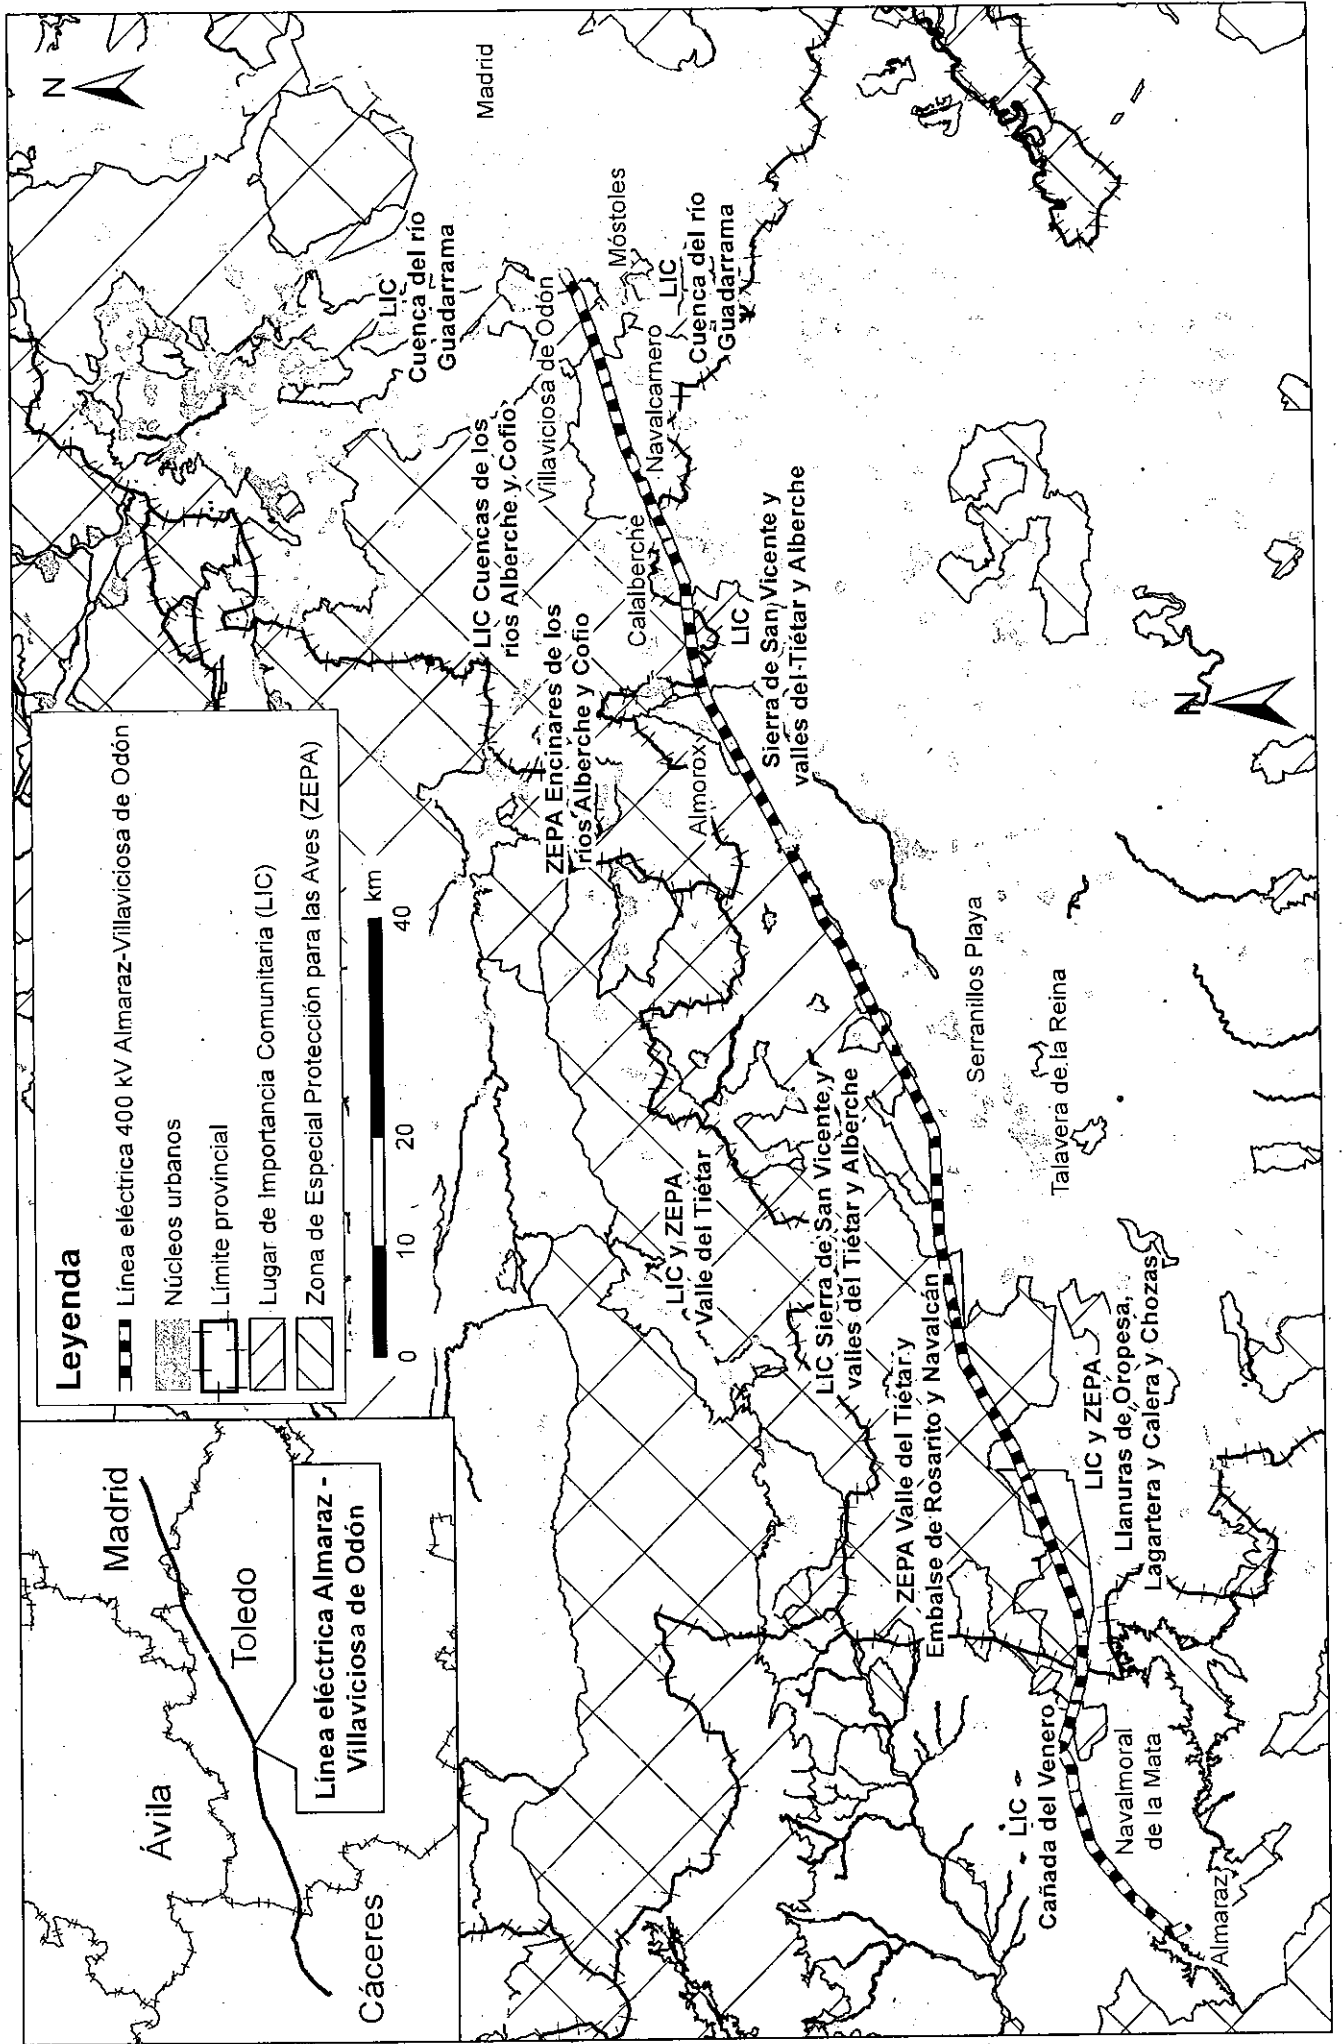 Madrid
Ávila
Toledo
Cáceres
Línea eléctrica Almaraz -
Villaviciosa de Odón
Leyenda
Línea eléctrica 400 kV Almaraz-Villaviciosa de Odón
Núcleos urbanos
Límite provincial
Lugar de Importancia Comunitaria (LIC)
Zona de Especial Protección para las Aves (ZEPA)
0
10
20
40
km
N
Madrid
LIC
Cuenca del río
Guadarrama
LIC Cuencas de los
ríos Alberche y Cofio
Villaviciosa de Odón
Móstoles
ZEPA Encinares de los
ríos Alberche y Cofio
Calalberche
Navalcarnero
LIC
Cuenca del río
Guadarrama
Almorox
LIC
Sierra de San Vicente y
valles del Tiétar y Alberche
LIC y ZEPA
Valle del Tiétar
LIC Sierra de San Vicente y
valles del Tiétar y Alberche
ZEPA Valle del Tiétar y
Embalse de Rosarito y Navalcán
Serranillos Playa
Talavera de la Reina
LIC
Cañada del Venero
LIC y ZEPA
Llanuras de Oropesa,
Lagartera y Calera y Chozas
Navalmoral
de la Mata
Almaraz
N